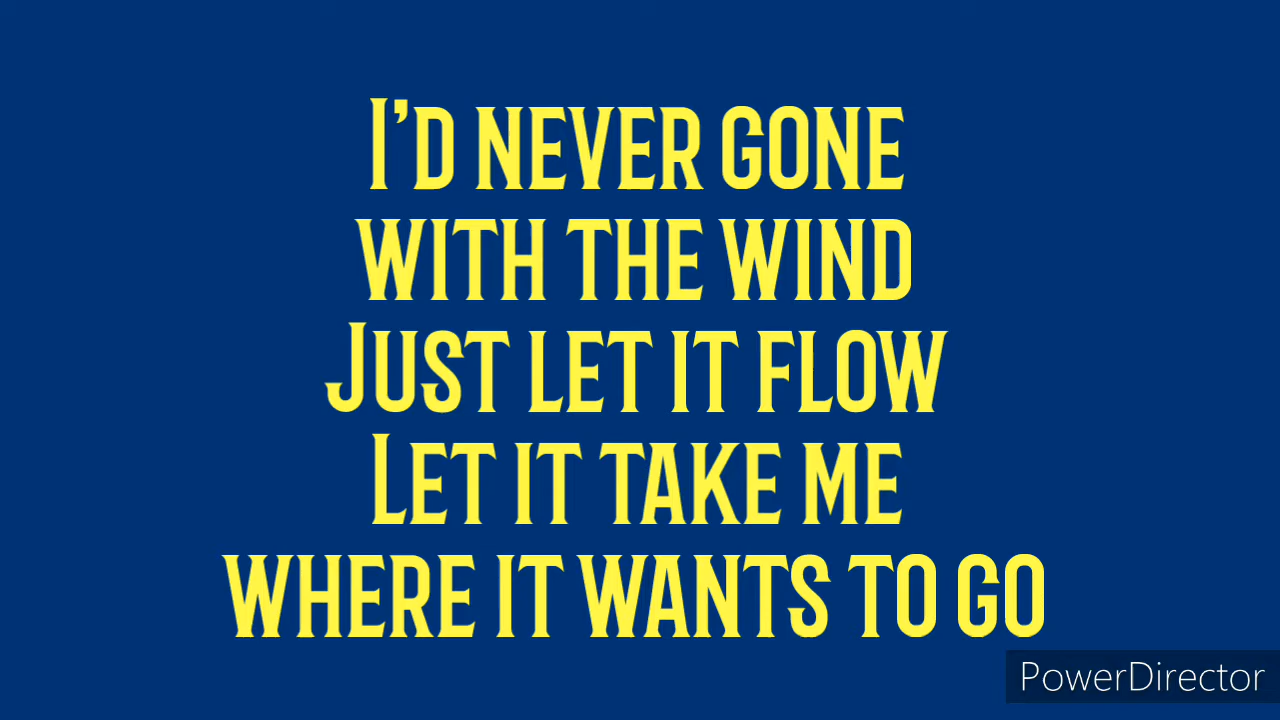 I'd never gone
with the wind
Just let it flow
Let it take me
where it wants to go
PowerDirector